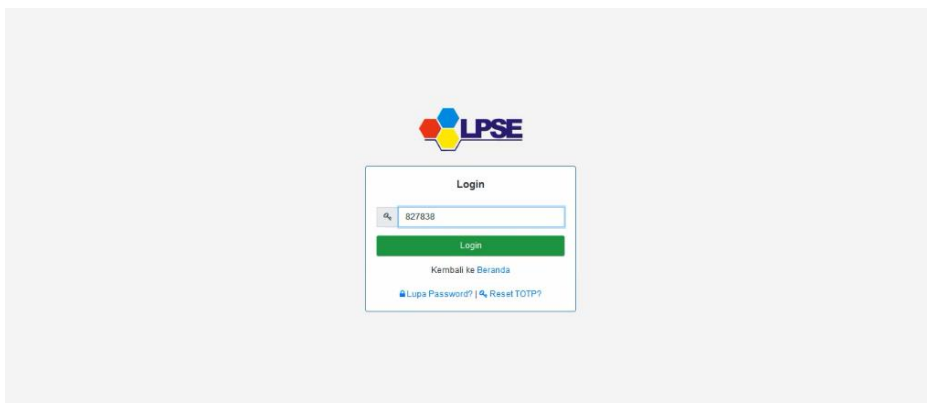 LPSE
Login
827838
Login
Kembali ke Beranda
Lupa Password? | Reset TOTP?